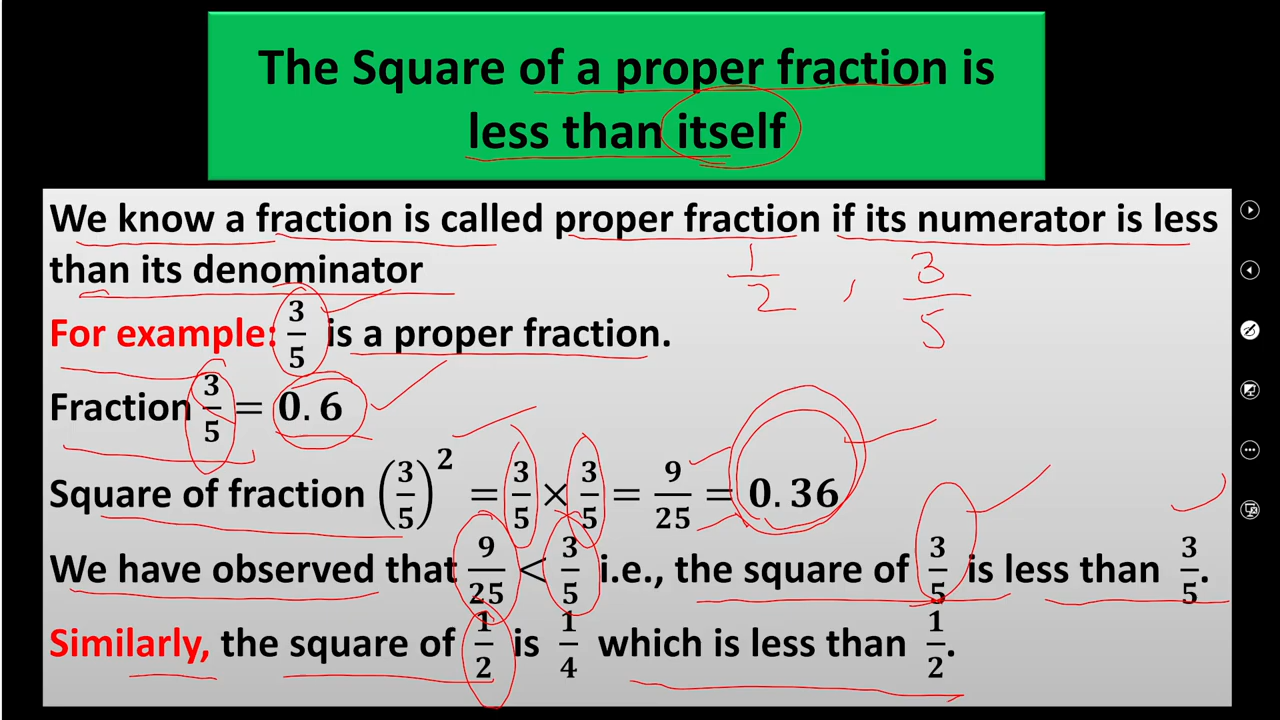 The Square of a proper fraction is
less than itself
We know a fraction is called proper fraction if its numerator is less
than its denominator
1/2 , 3/5
For example: 3/5 is a proper fraction.
Fraction 3/5 = 0.6
Square of fraction (3/5)² = 3/5 × 3/5 = 9/25 = 0.36
We have observed that 9/25 < 3/5 i.e., the square of 3/5 is less than 3/5.
Similarly, the square of 1/2 is 1/4 which is less than 1/2.